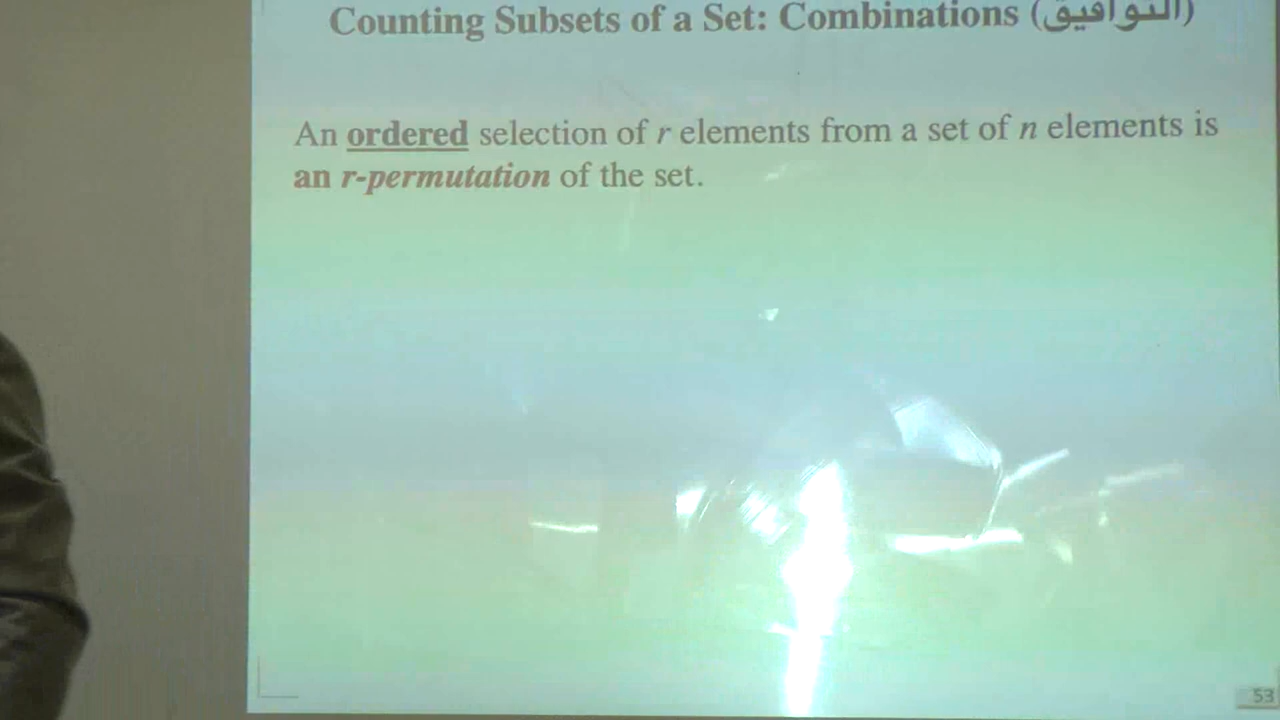 Counting Subsets of a Set: Combinations (التوافيق)
An ordered selection of r elements from a set of n elements is
an r-permutation of the set.
53